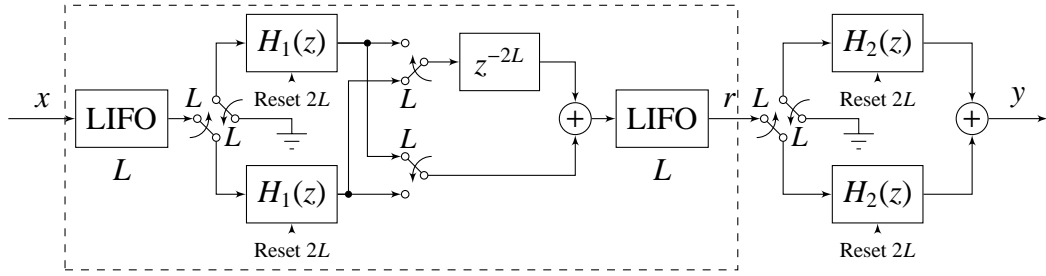 x
LIFO
L
L
L
H₁(z)
Reset 2L
H₁(z)
Reset 2L
L
L
z⁻²ᴸ
+
LIFO
L
r
L
L
H₂(z)
Reset 2L
H₂(z)
Reset 2L
+
y